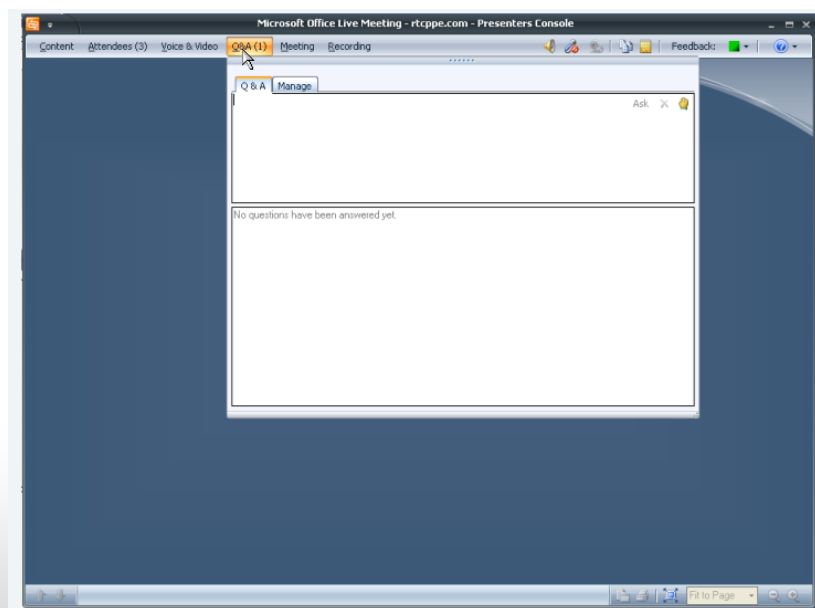 Microsoft Office Live Meeting - rtcppe.com - Presenters Console
Content Attendees (3) Voice & Video Q&A (1) Meeting Recording Feedback:
Q & A Manage
Ask
No questions have been answered yet.
Fit to Page